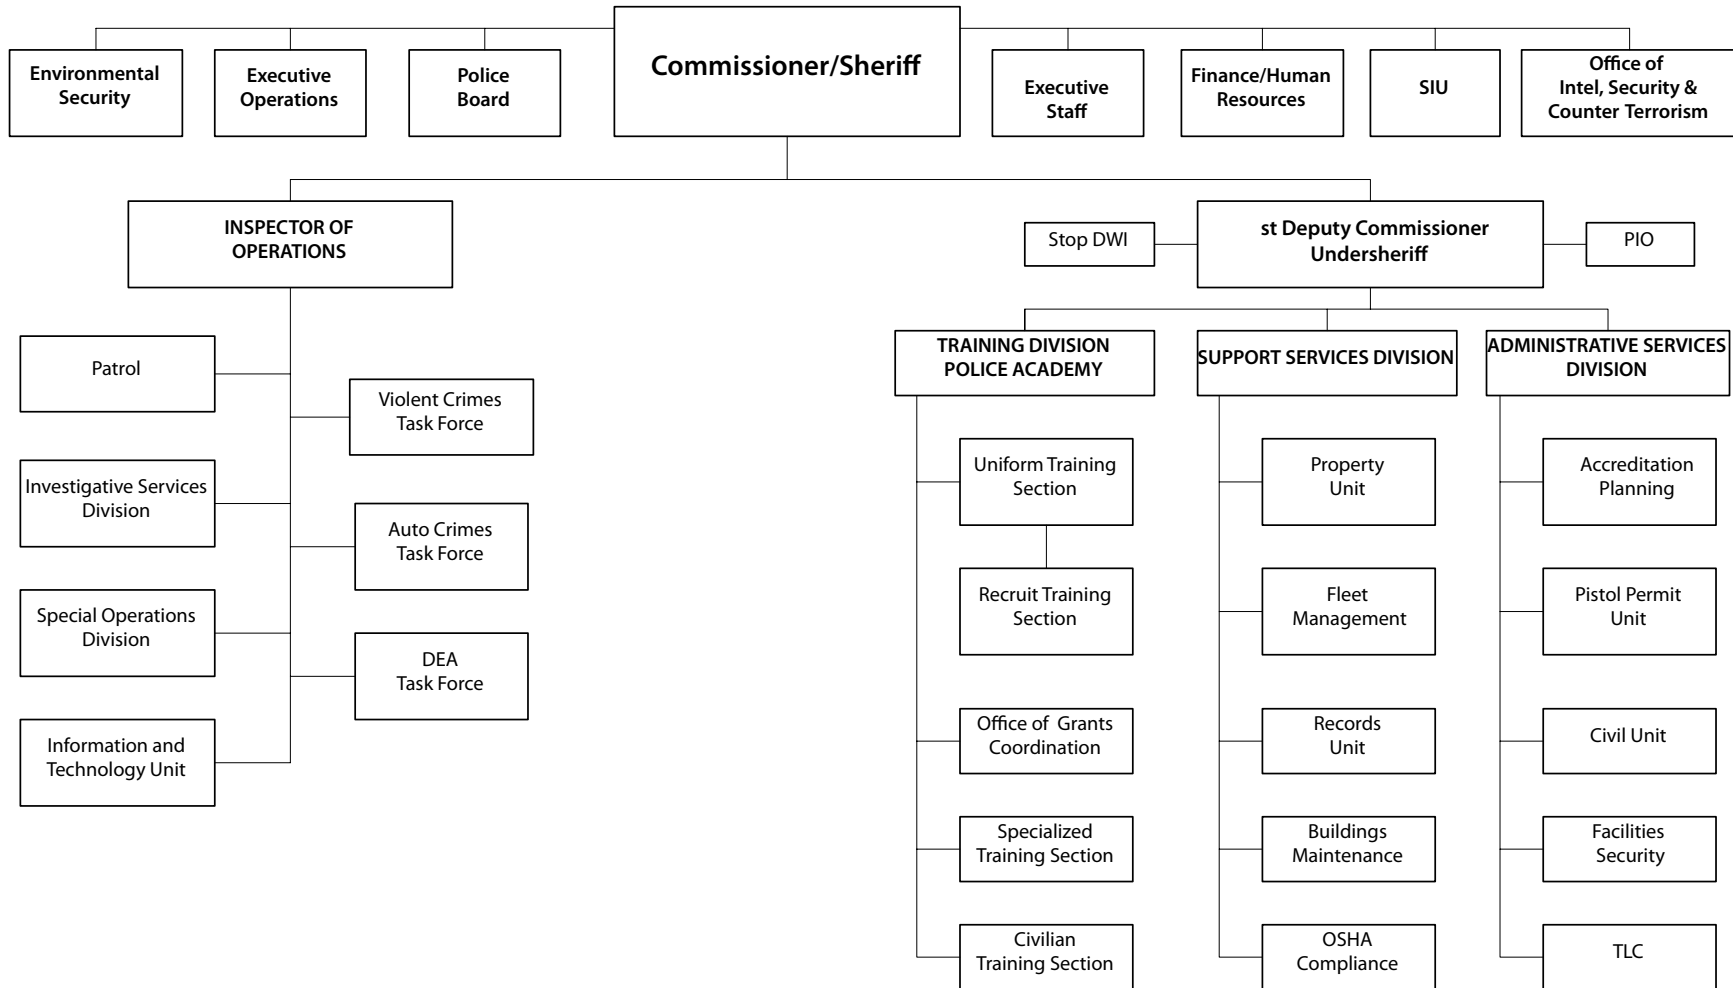 Commissioner/Sheriff
Environmental
Security
Executive
Operations
Police
Board
Executive
Staff
Finance/Human
Resources
SIU
Office of
Intel, Security &
Counter Terrorism
INSPECTOR OF
OPERATIONS
Stop DWI
st Deputy Commissioner
Undersheriff
PIO
Patrol
Violent Crimes
Task Force
Investigative Services
Division
Auto Crimes
Task Force
Special Operations
Division
DEA
Task Force
Information and
Technology Unit
TRAINING DIVISION
POLICE ACADEMY
SUPPORT SERVICES DIVISION
ADMINISTRATIVE SERVICES
DIVISION
Uniform Training
Section
Recruit Training
Section
Office of Grants
Coordination
Specialized
Training Section
Civilian
Training Section
Property
Unit
Fleet
Management
Records
Unit
Buildings
Maintenance
OSHA
Compliance
Accreditation
Planning
Pistol Permit
Unit
Civil Unit
Facilities
Security
TLC